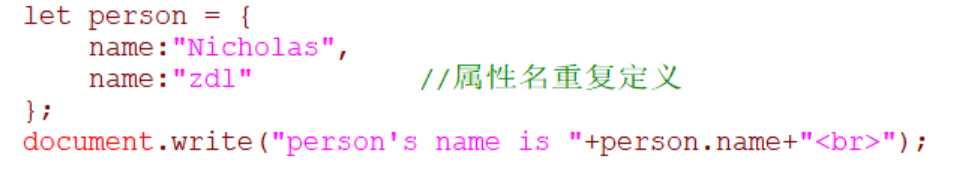 let person = {
    name:"Nicholas",
    name:"zdl"          //属性名重复定义
};
document.write("person's name is "+person.name+"<br>");